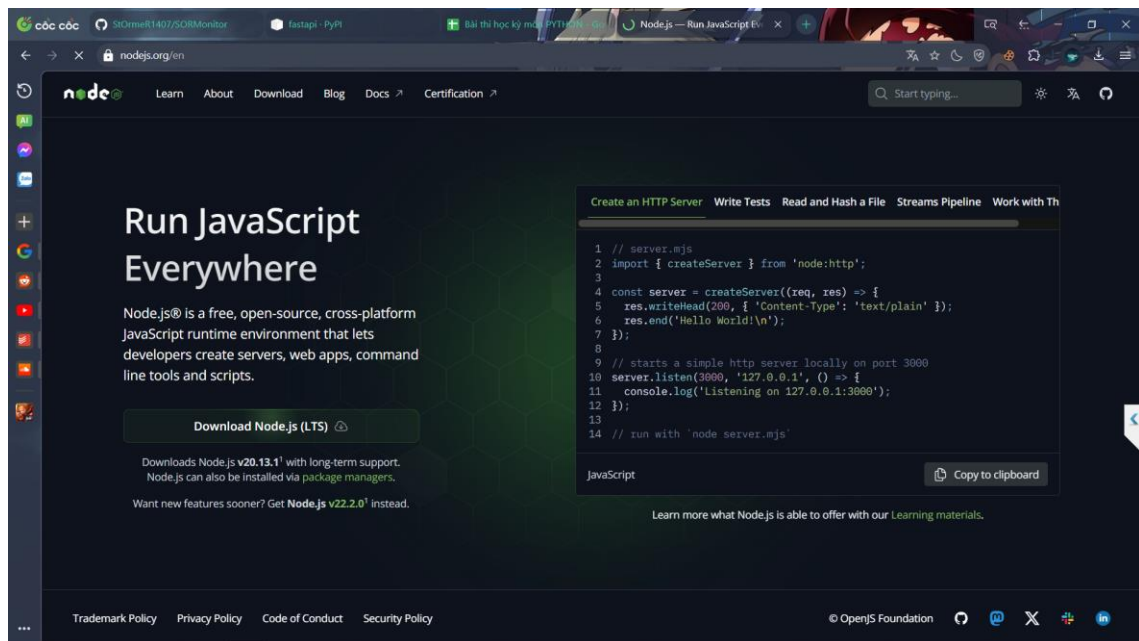 cốc cốc StOrmeR1407/SORMonitor fastapi · PyPI Bài thi học kỳ môn PYTHON - Go Node.js — Run JavaScript Ev
nodejs.org/en
AI
Zalo
node Learn About Download Blog Docs Certification Start typing...
Run JavaScript
Everywhere
Node.js® is a free, open-source, cross-platform
JavaScript runtime environment that lets
developers create servers, web apps, command
line tools and scripts.
Download Node.js (LTS)
Downloads Node.js v20.13.1¹ with long-term support.
Node.js can also be installed via package managers.
Want new features sooner? Get Node.js v22.2.0¹ instead.
Create an HTTP Server Write Tests Read and Hash a File Streams Pipeline Work with Th
1 // server.mjs
2 import { createServer } from 'node:http';
3
4 const server = createServer((req, res) => {
5 res.writeHead(200, { 'Content-Type': 'text/plain' });
6 res.end('Hello World!\n');
7 });
8
9 // starts a simple http server locally on port 3000
10 server.listen(3000, '127.0.0.1', () => {
11 console.log('Listening on 127.0.0.1:3000');
12 });
13
14 // run with `node server.mjs`
JavaScript Copy to clipboard
Learn more what Node.js is able to offer with our Learning materials.
Trademark Policy Privacy Policy Code of Conduct Security Policy © OpenJS Foundation in